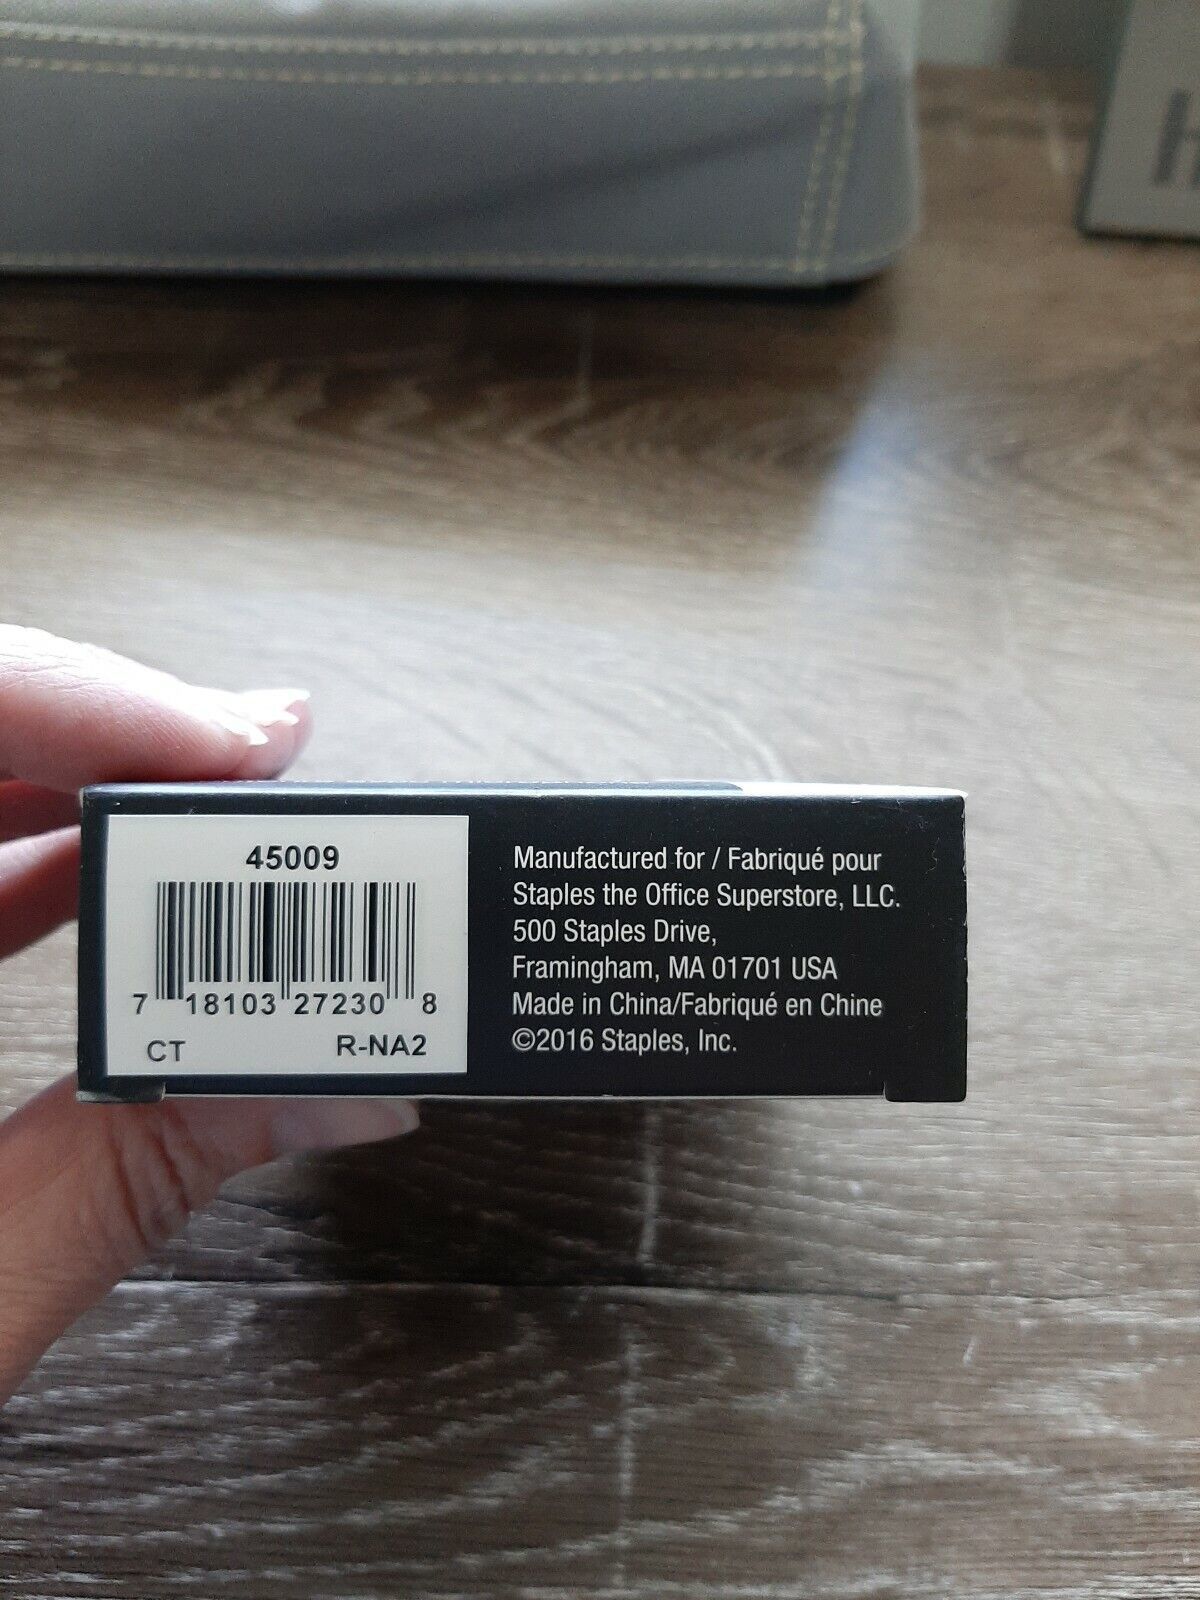 45009
7 18103 27230 8
CT R-NA2
Manufactured for / Fabriqué pour
Staples the Office Superstore, LLC.
500 Staples Drive,
Framingham, MA 01701 USA
Made in China/Fabriqué en Chine
©2016 Staples, Inc.